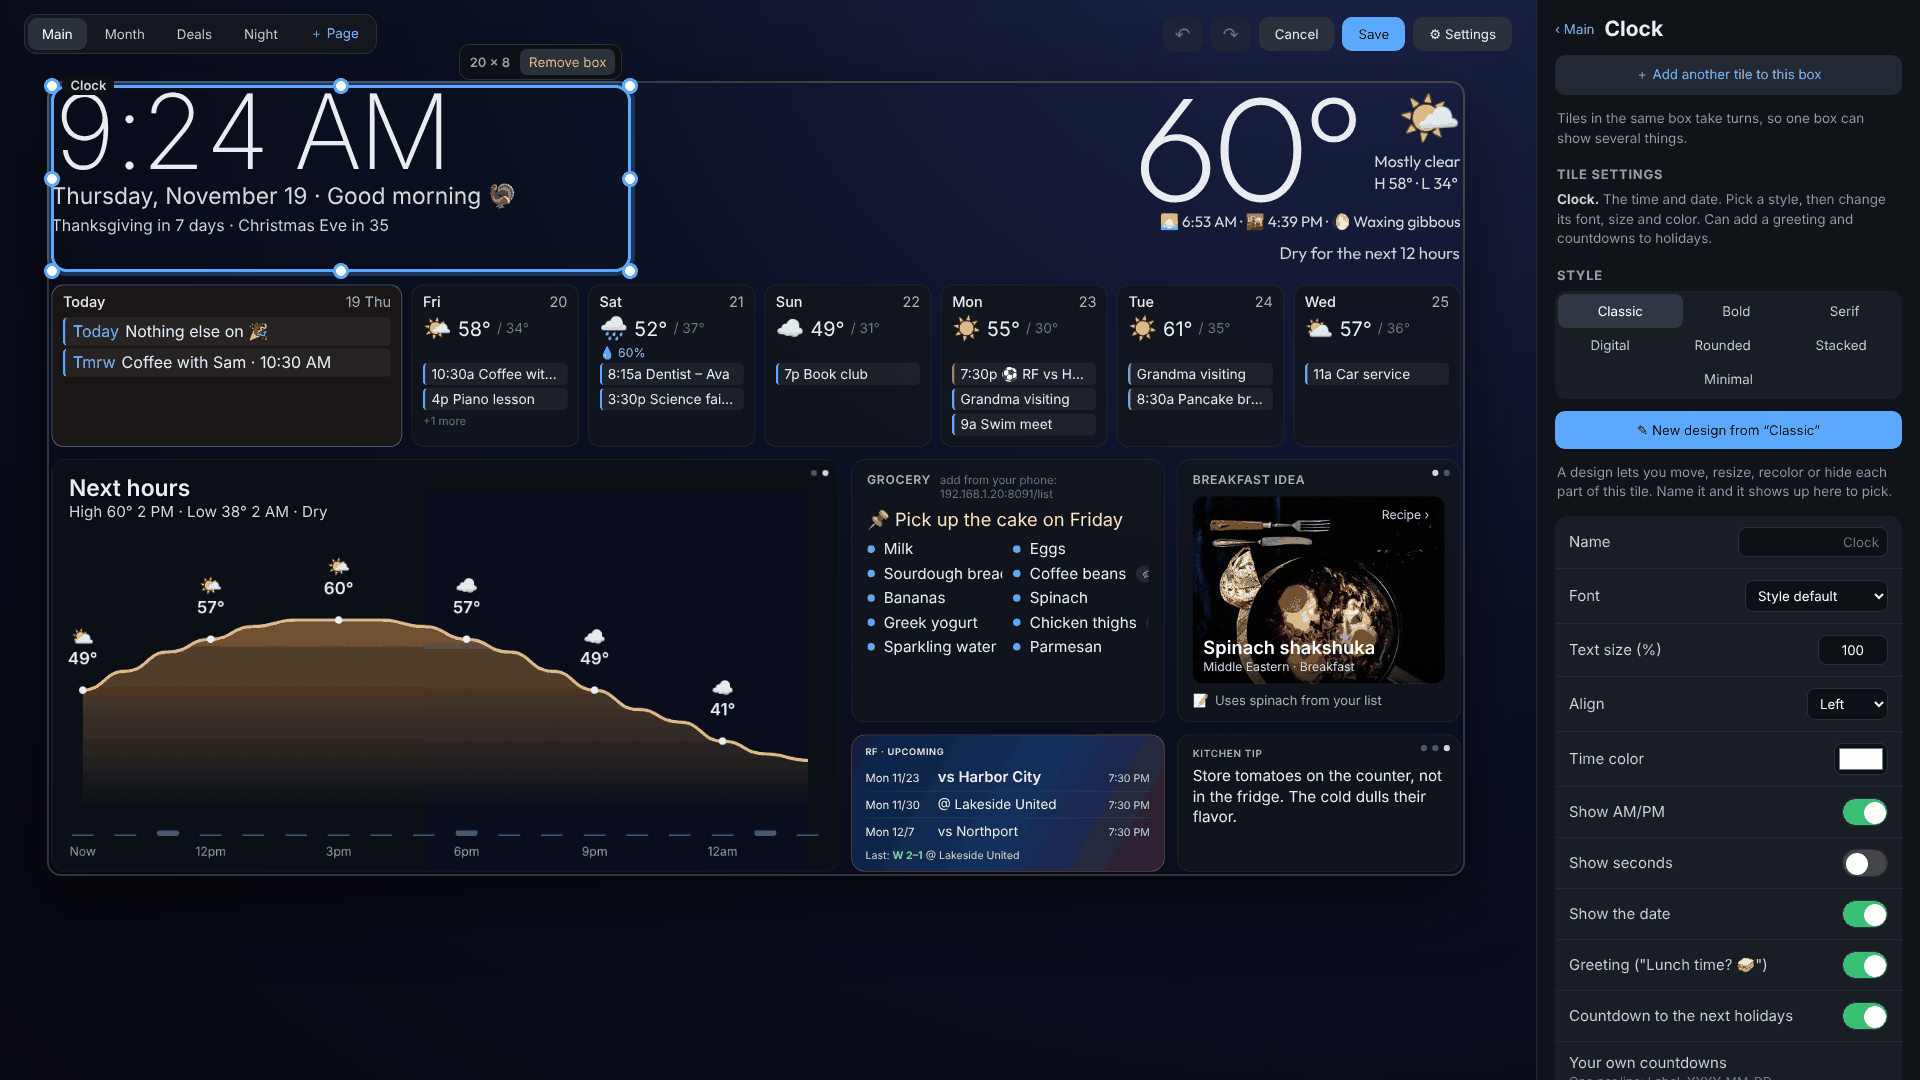 Main Month Deals Night + Page
↶ ↷ Cancel Save ⚙ Settings
20 × 8 Remove box
Clock
9:24 AM
Thursday, November 19 · Good morning 🦃
Thanksgiving in 7 days · Christmas Eve in 35
60°
Mostly clear
H 58° · L 34°
6:53 AM · 4:39 PM · Waxing gibbous
Dry for the next 12 hours
Today 19 Thu
Today Nothing else on 🎉
Tmrw Coffee with Sam · 10:30 AM
Fri 20
58° / 34°
10:30a Coffee wit...
4p Piano lesson
+1 more
Sat 21
52° / 37°
💧 60%
8:15a Dentist – Ava
3:30p Science fai...
Sun 22
49° / 31°
7p Book club
Mon 23
55° / 30°
7:30p ⚽ RF vs H...
Grandma visiting
9a Swim meet
Tue 24
61° / 35°
Grandma visiting
8:30a Pancake br...
Wed 25
57° / 36°
11a Car service
Next hours
High 60° 2 PM · Low 38° 2 AM · Dry
49°
57°
60°
57°
49°
41°
Now 12pm 3pm 6pm 9pm 12am
GROCERY add from your phone:
192.168.1.20:8091/list
📌 Pick up the cake on Friday
Milk
Sourdough brea
Bananas
Greek yogurt
Sparkling water
Eggs
Coffee beans
Spinach
Chicken thighs
Parmesan
BREAKFAST IDEA
Recipe ›
Spinach shakshuka
Middle Eastern · Breakfast
📝 Uses spinach from your list
RF · UPCOMING
Mon 11/23 vs Harbor City 7:30 PM
Mon 11/30 @ Lakeside United 7:30 PM
Mon 12/7 vs Northport 7:30 PM
Last: W 2–1 @ Lakeside United
KITCHEN TIP
Store tomatoes on the counter, not
in the fridge. The cold dulls their
flavor.
‹ Main Clock
+ Add another tile to this box
Tiles in the same box take turns, so one box can
show several things.
TILE SETTINGS
Clock. The time and date. Pick a style, then change
its font, size and color. Can add a greeting and
countdowns to holidays.
STYLE
Classic Bold Serif
Digital Rounded Stacked
Minimal
✎ New design from “Classic”
A design lets you move, resize, recolor or hide each
part of this tile. Name it and it shows up here to pick.
Name Clock
Font Style default
Text size (%) 100
Align Left
Time color
Show AM/PM
Show seconds
Show the date
Greeting ("Lunch time? 🥪")
Countdown to the next holidays
Your own countdowns